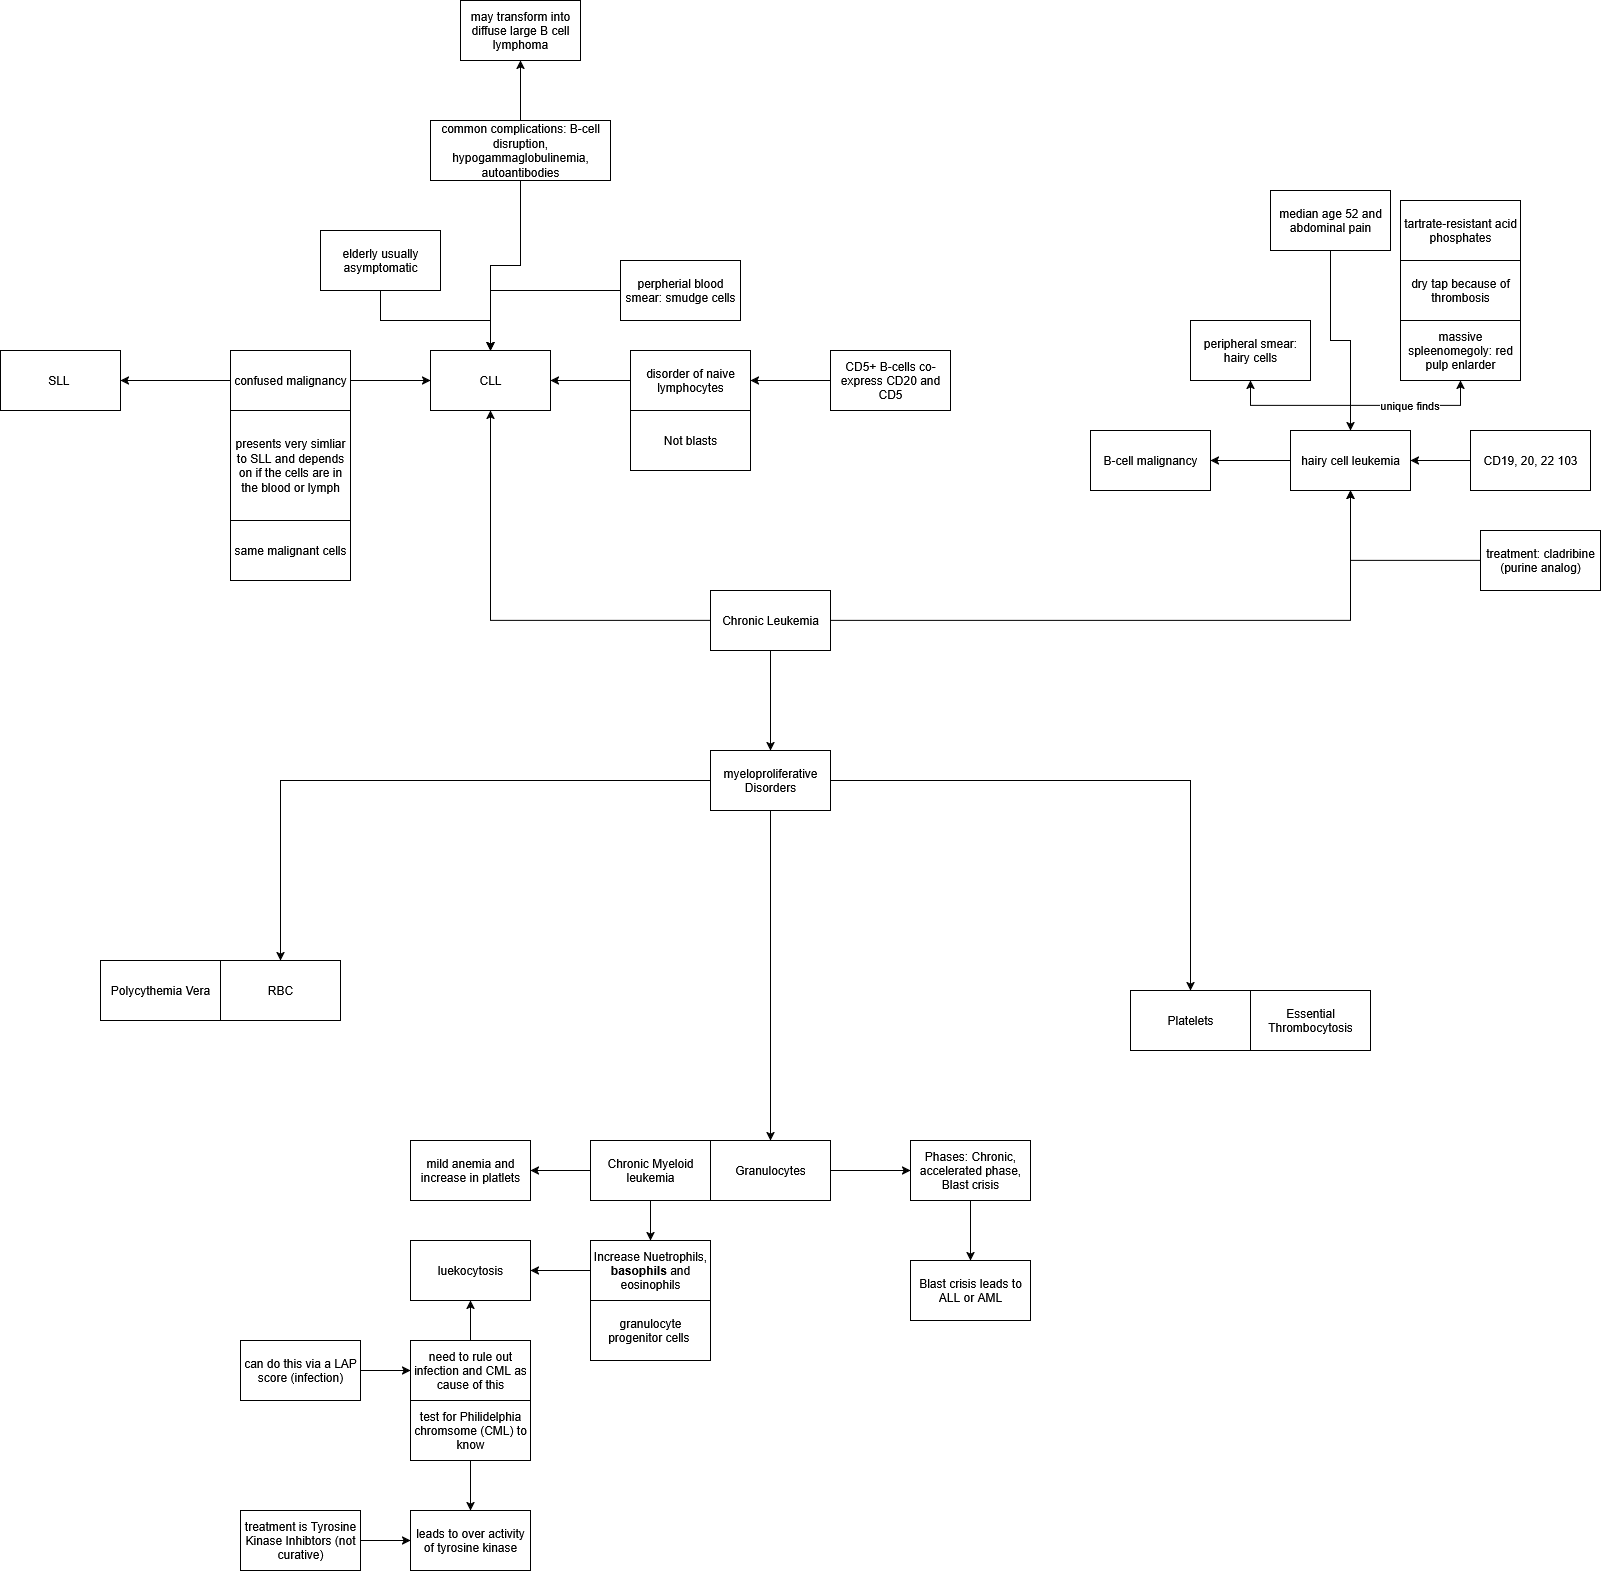 may transform into
diffuse large B cell
lymphoma
common complications: B-cell
disruption,
hypogammaglobulinemia,
autoantibodies
median age 52 and
abdominal pain
tartrate-resistant acid
phosphates
elderly usually
asymptomatic
perpherial blood
smear: smudge cells
dry tap because of
thrombosis
peripheral smear:
hairy cells
massive
spleenomegoly: red
pulp enlarder
SLL
confused malignancy
CLL
disorder of naive
lymphocytes
CD5+ B-cells co-
express CD20 and
CD5
unique finds
presents very simliar
to SLL and depends
on if the cells are in
the blood or lymph
Not blasts
B-cell malignancy
hairy cell leukemia
CD19, 20, 22 103
same malignant cells
treatment: cladribine
(purine analog)
Chronic Leukemia
myeloproliferative
Disorders
Polycythemia Vera
RBC
Platelets
Essential
Thrombocytosis
mild anemia and
increase in platlets
Chronic Myeloid
leukemia
Granulocytes
Phases: Chronic,
accelerated phase,
Blast crisis
luekocytosis
Increase Nuetrophils,
basophils and
eosinophils
Blast crisis leads to
ALL or AML
granulocyte
progenitor cells
can do this via a LAP
score (infection)
need to rule out
infection and CML as
cause of this
test for Philidelphia
chromsome (CML) to
know
treatment is Tyrosine
Kinase Inhibtors (not
curative)
leads to over activity
of tyrosine kinase